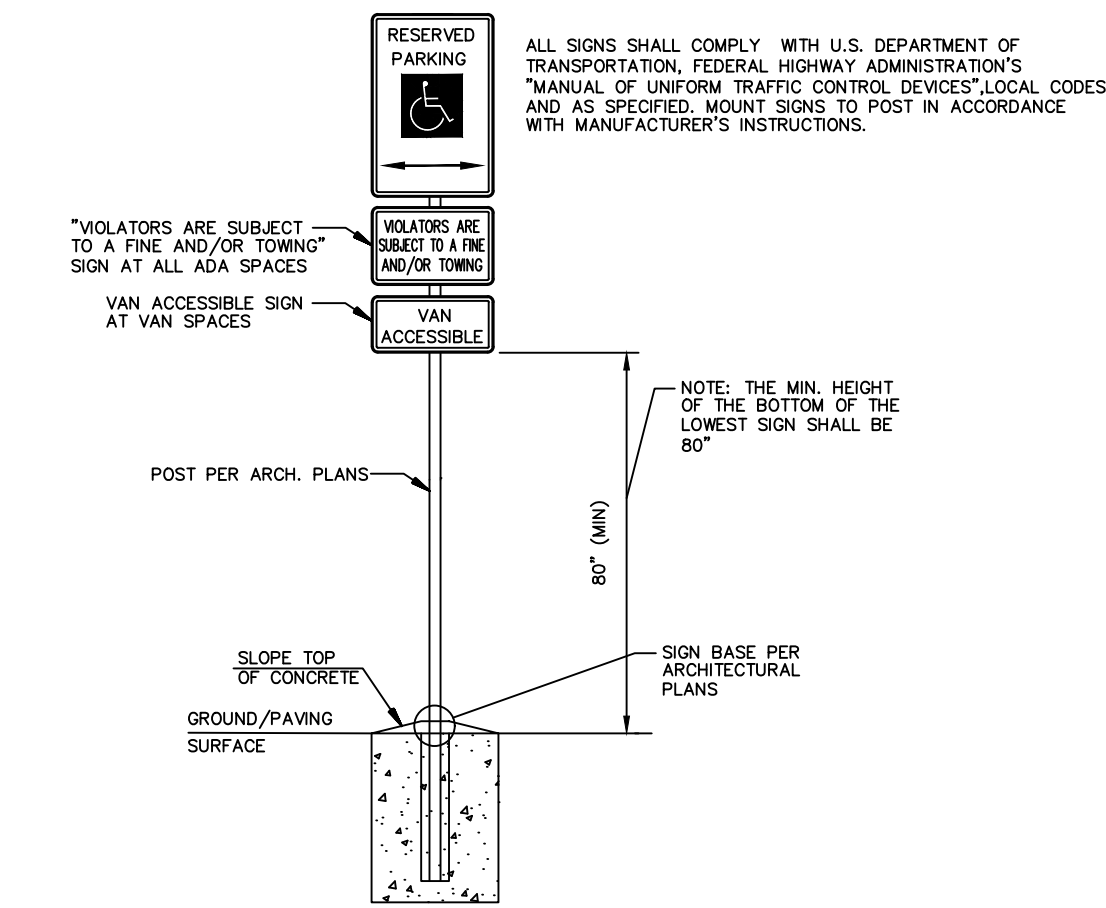 RESERVED
PARKING
ALL SIGNS SHALL COMPLY WITH U.S. DEPARTMENT OF
TRANSPORTATION, FEDERAL HIGHWAY ADMINISTRATION'S
"MANUAL OF UNIFORM TRAFFIC CONTROL DEVICES",LOCAL CODES
AND AS SPECIFIED. MOUNT SIGNS TO POST IN ACCORDANCE
WITH MANUFACTURER'S INSTRUCTIONS.
"VIOLATORS ARE SUBJECT
TO A FINE AND/OR TOWING"
SIGN AT ALL ADA SPACES
VIOLATORS ARE
SUBJECT TO A FINE
AND/OR TOWING
VAN ACCESSIBLE SIGN
AT VAN SPACES
VAN
ACCESSIBLE
NOTE: THE MIN. HEIGHT
OF THE BOTTOM OF THE
LOWEST SIGN SHALL BE
80"
POST PER ARCH. PLANS
80" (MIN)
SLOPE TOP
OF CONCRETE
SIGN BASE PER
ARCHITECTURAL
PLANS
GROUND/PAVING
SURFACE